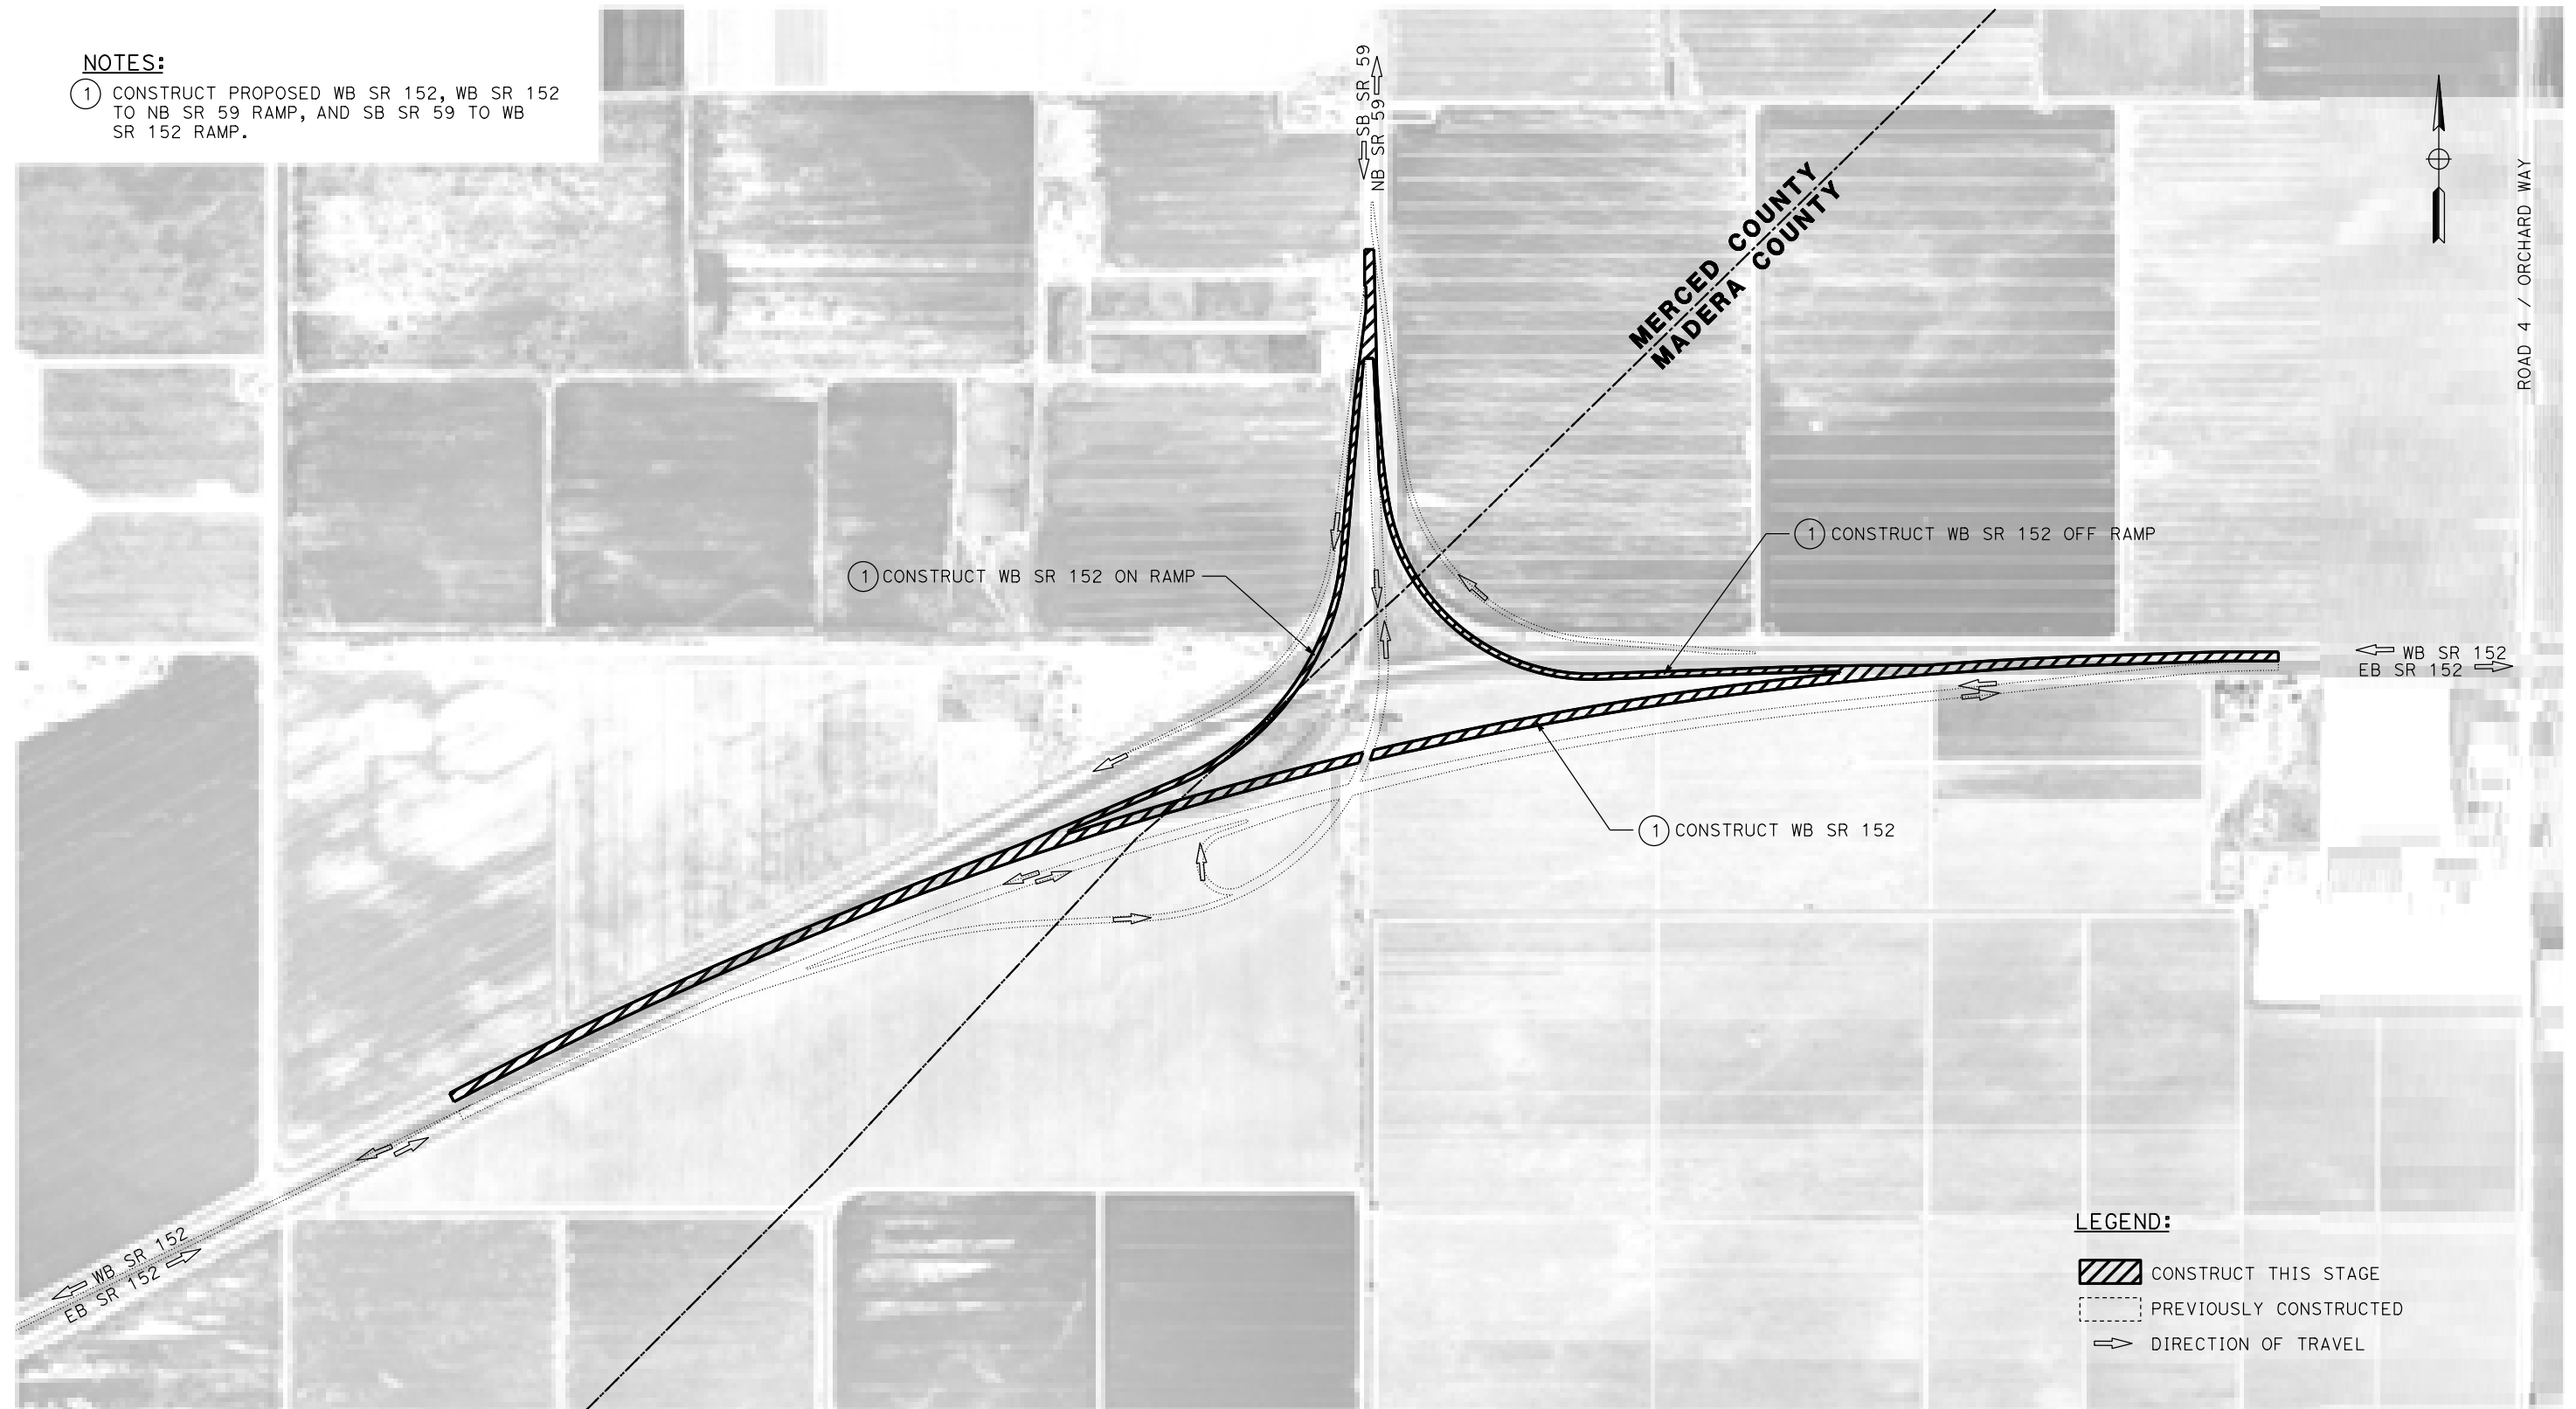 NOTES:
1 CONSTRUCT PROPOSED WB SR 152, WB SR 152
TO NB SR 59 RAMP, AND SB SR 59 TO WB
SR 152 RAMP.
SB SR 59
NB SR 59
MERCED COUNTY
MADERA COUNTY
ROAD 4 / ORCHARD WAY
1 CONSTRUCT WB SR 152 OFF RAMP
1 CONSTRUCT WB SR 152 ON RAMP
WB SR 152
EB SR 152
1 CONSTRUCT WB SR 152
WB SR 152
EB SR 152
LEGEND:
CONSTRUCT THIS STAGE
PREVIOUSLY CONSTRUCTED
DIRECTION OF TRAVEL